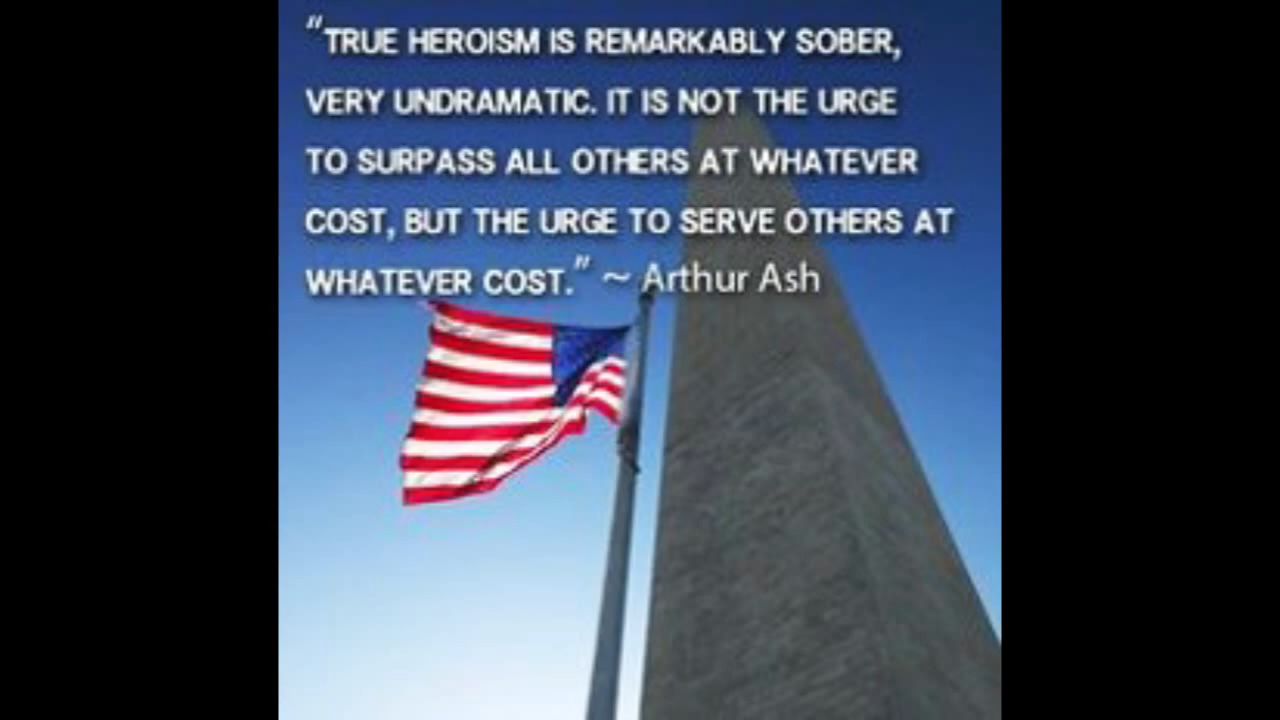 “TRUE HEROISM IS REMARKABLY SOBER,
VERY UNDRAMATIC. IT IS NOT THE URGE
TO SURPASS ALL OTHERS AT WHATEVER
COST, BUT THE URGE TO SERVE OTHERS AT
WHATEVER COST.” ~ Arthur Ash